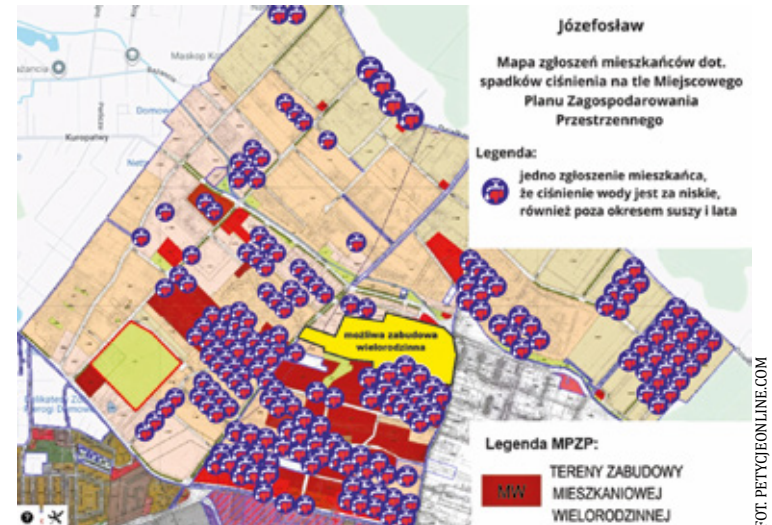 Józefosław
Mapa zgłoszeń mieszkańców dot.
spadków ciśnienia na tle Miejscowego
Planu Zagospodarowania
Przestrzennego
Legenda:
jedno zgłoszenie mieszkańca,
że ciśnienie wody jest za niskie,
również poza okresem suszy i lata
Maskop
Kuropatwy
możliwa zabudowa
wielorodzinna
Legenda MPZP:
MW
TERENY ZABUDOWY
MIESZKANIOWEJ
WIELORODZINNEJ
FOT. PETYCJEONLINE.COM